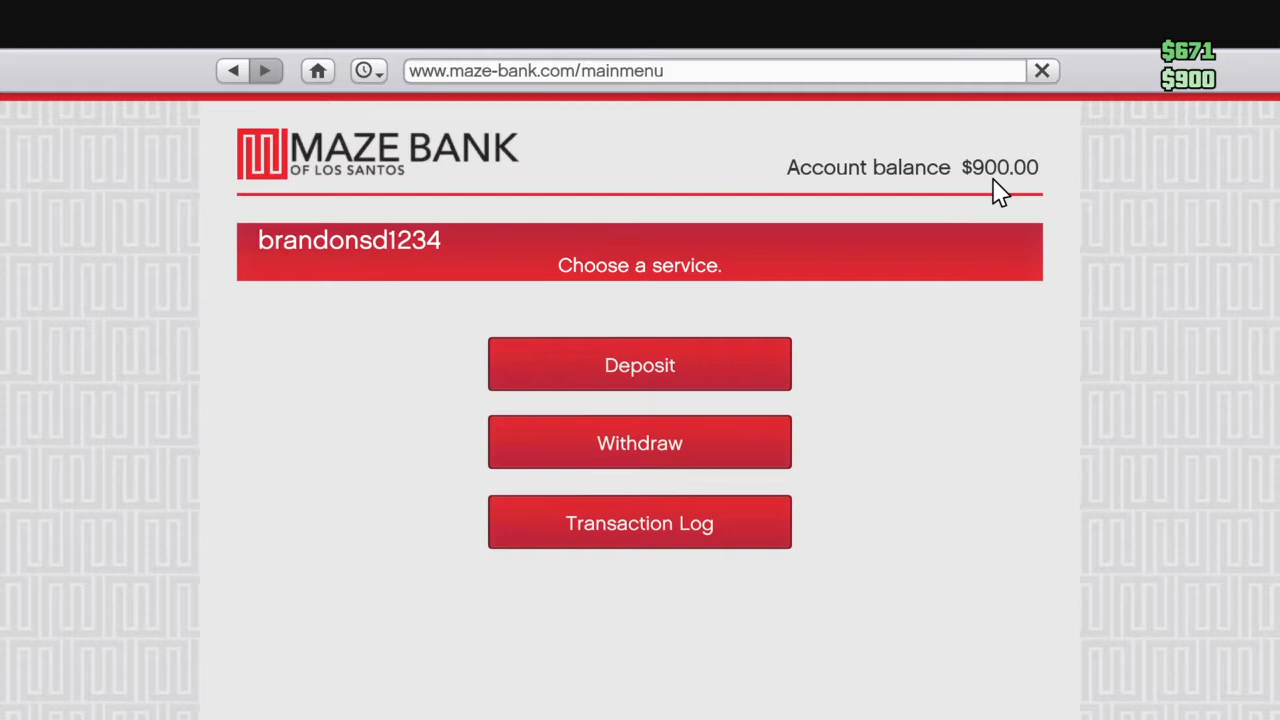 $671
www.maze-bank.com/mainmenu
$900
MAZE BANK
OF LOS SANTOS
Account balance $900.00
brandonsd1234
Choose a service.
Deposit
Withdraw
Transaction Log